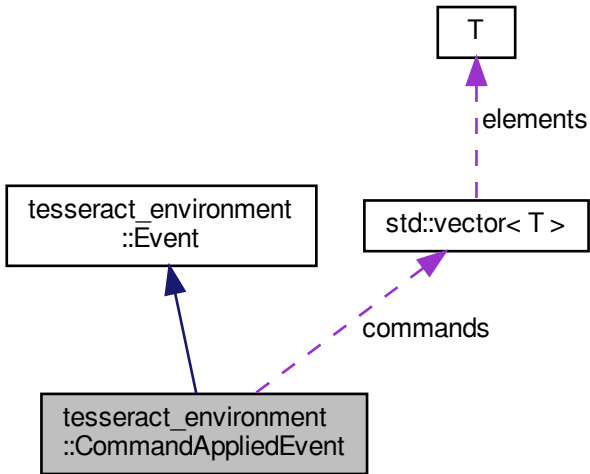 T
elements
tesseract_environment
::Event
std::vector< T >
commands
tesseract_environment
::CommandAppliedEvent